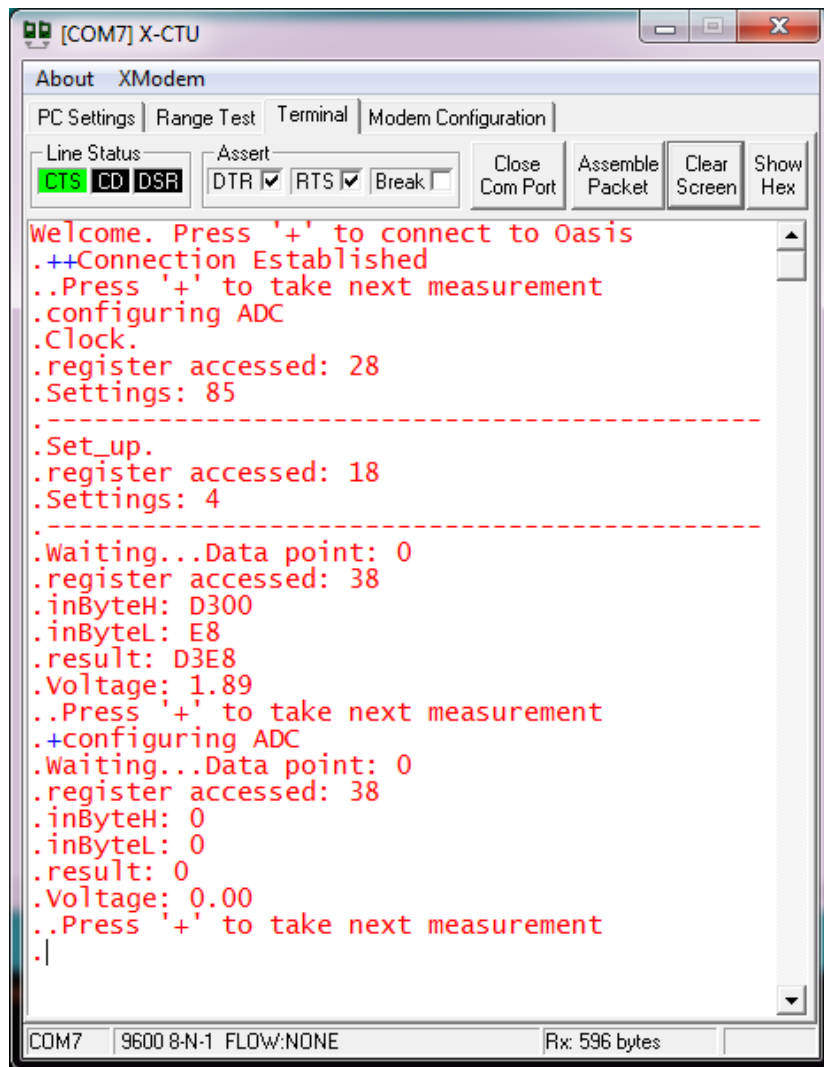 [COM7] X-CTU
About XModem
PC Settings Range Test Terminal Modem Configuration
Line Status Assert
CTS CD DSR DTR RTS Break Close Com Port Assemble Packet Clear Screen Show Hex
Welcome. Press '+' to connect to Oasis
.++Connection Established
..Press '+' to take next measurement
.configuring ADC
.Clock.
.register accessed: 28
.Settings: 85
.---------------------------------------------
.Set_up.
.register accessed: 18
.Settings: 4
.---------------------------------------------
.Waiting...Data point: 0
.register accessed: 38
.inByteH: D300
.inByteL: E8
.result: D3E8
.Voltage: 1.89
..Press '+' to take next measurement
.+configuring ADC
.Waiting...Data point: 0
.register accessed: 38
.inByteH: 0
.inByteL: 0
.result: 0
.Voltage: 0.00
..Press '+' to take next measurement
.
COM7 9600 8-N-1 FLOW:NONE Rx: 596 bytes